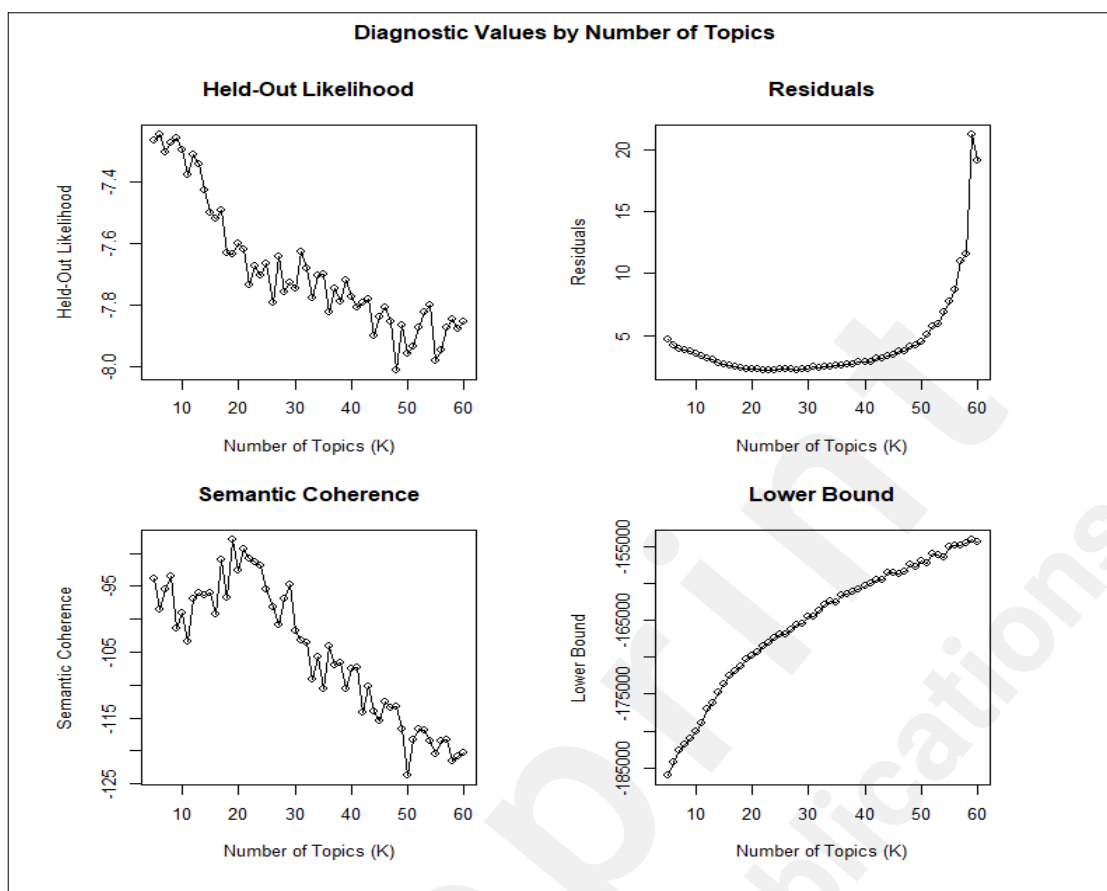 Diagnostic Values by Number of Topics
Held-Out Likelihood
Held-Out Likelihood
-7.4
-7.6
-7.8
-8.0
10 20 30 40 50 60
Number of Topics (K)
Residuals
Residuals
20
15
10
5
10 20 30 40 50 60
Number of Topics (K)
Semantic Coherence
Semantic Coherence
-95
-105
-115
-125
10 20 30 40 50 60
Number of Topics (K)
Lower Bound
Lower Bound
-155000
-165000
-175000
-185000
10 20 30 40 50 60
Number of Topics (K)